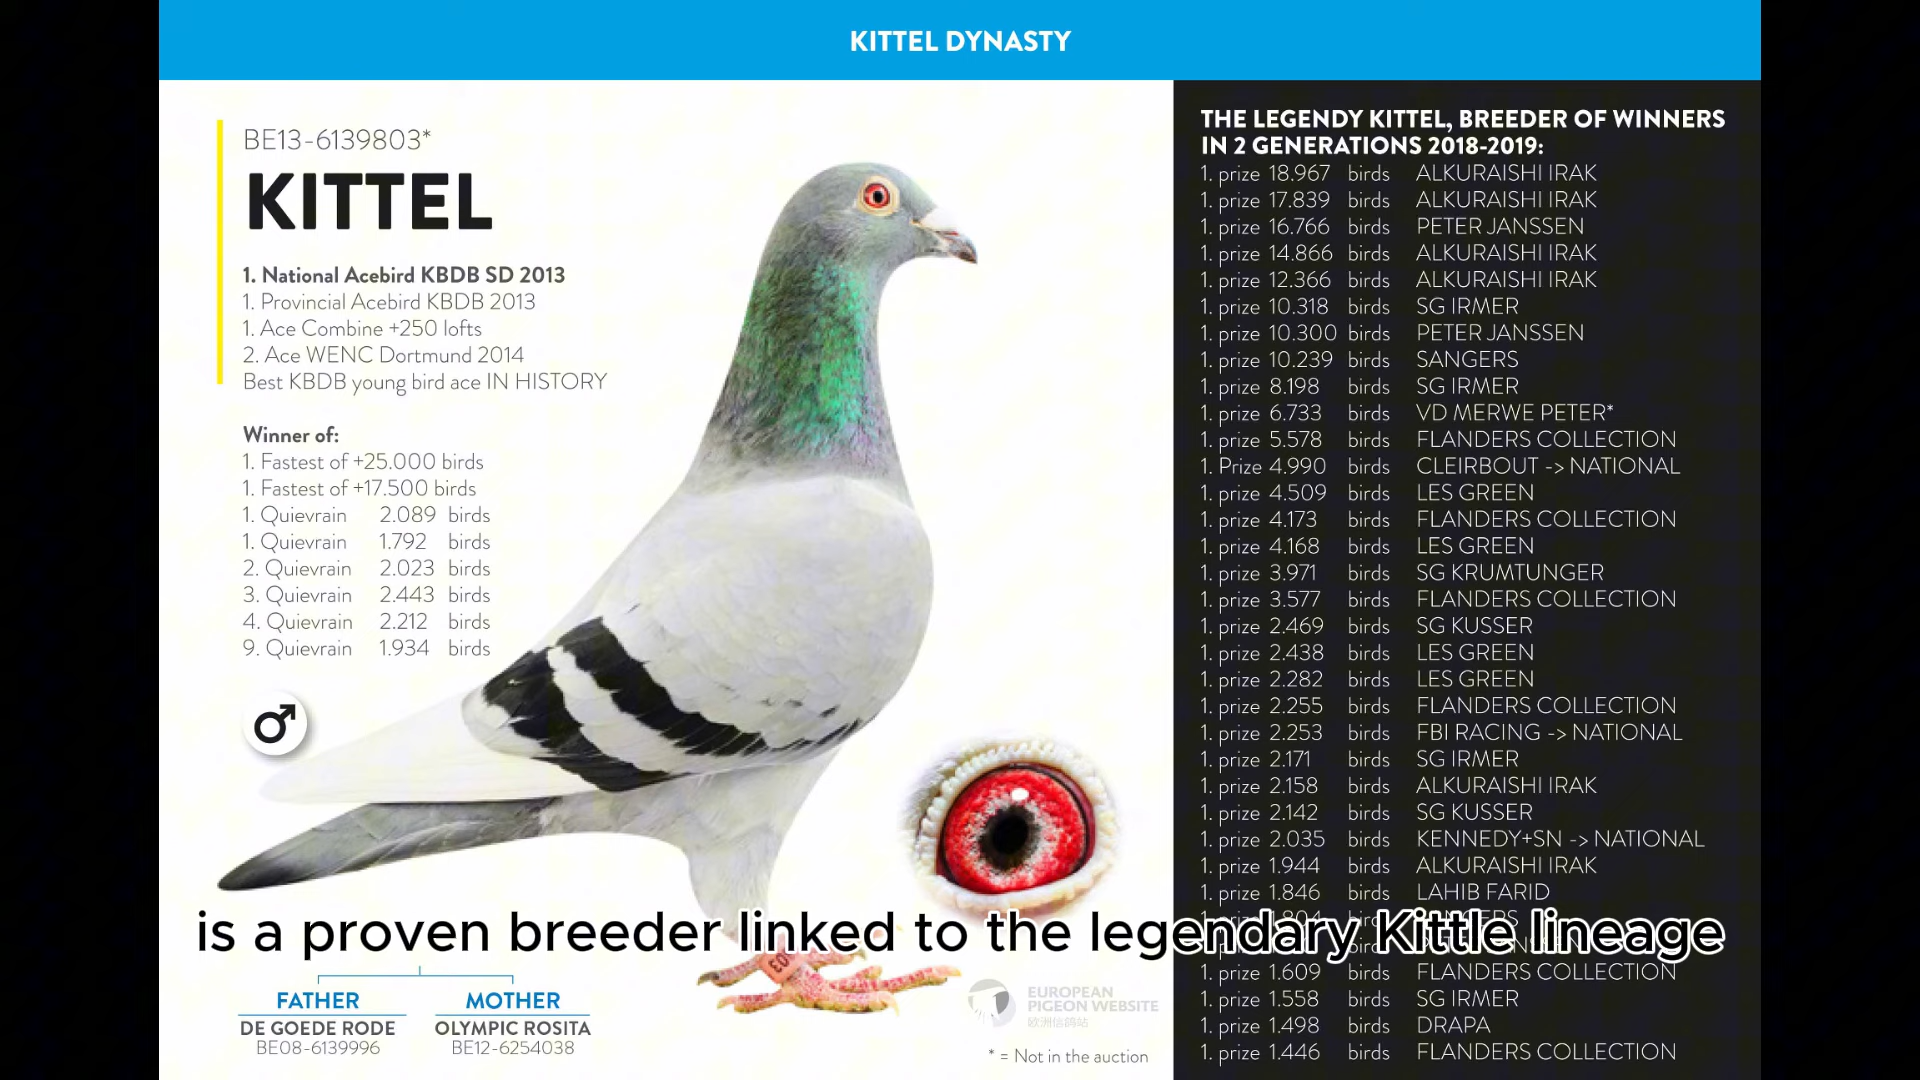 KITTEL DYNASTY
BE13-6139803*
KITTEL
1. National Acebird KBDB SD 2013
1. Provincial Acebird KBDB 2013
1. Ace Combine +250 lofts
2. Ace WENC Dortmund 2014
Best KBDB young bird ace IN HISTORY
Winner of:
1. Fastest of +25.000 birds
1. Fastest of +17.500 birds
1. Quievrain 2.089 birds
1. Quievrain 1.792 birds
2. Quievrain 2.023 birds
3. Quievrain 2.443 birds
4. Quievrain 2.212 birds
9. Quievrain 1.934 birds
THE LEGENDY KITTEL, BREEDER OF WINNERS
IN 2 GENERATIONS 2018-2019:
1. prize 18.967 birds ALKURAISHI IRAK
1. prize 17.839 birds ALKURAISHI IRAK
1. prize 16.766 birds PETER JANSSEN
1. prize 14.866 birds ALKURAISHI IRAK
1. prize 12.366 birds ALKURAISHI IRAK
1. prize 10.318 birds SG IRMER
1. prize 10.300 birds PETER JANSSEN
1. prize 10.239 birds SANGERS
1. prize 8.198 birds SG IRMER
1. prize 6.733 birds VD MERWE PETER*
1. prize 5.578 birds FLANDERS COLLECTION
1. Prize 4.990 birds CLEIRBOUT -> NATIONAL
1. prize 4.509 birds LES GREEN
1. prize 4.173 birds FLANDERS COLLECTION
1. prize 4.168 birds LES GREEN
1. prize 3.971 birds SG KRUMTUNGER
1. prize 3.577 birds FLANDERS COLLECTION
1. prize 2.469 birds SG KUSSER
1. prize 2.438 birds LES GREEN
1. prize 2.282 birds LES GREEN
1. prize 2.255 birds FLANDERS COLLECTION
1. prize 2.253 birds FBI RACING -> NATIONAL
1. prize 2.171 birds SG IRMER
1. prize 2.158 birds ALKURAISHI IRAK
1. prize 2.142 birds SG KUSSER
1. prize 2.035 birds KENNEDY+SN -> NATIONAL
1. prize 1.944 birds ALKURAISHI IRAK
1. prize 1.846 birds LAHIB FARID
1. prize 1.609 birds FLANDERS COLLECTION
1. prize 1.558 birds SG IRMER
1. prize 1.498 birds DRAPA
1. prize 1.446 birds FLANDERS COLLECTION
is a proven breeder linked to the legendary Kittle lineage
FATHER
DE GOEDE RODE
BE08-6139996
MOTHER
OLYMPIC ROSITA
BE12-6254038
EUROPEAN
PIGEON WEBSITE
欧洲信鸽站
* = Not in the auction